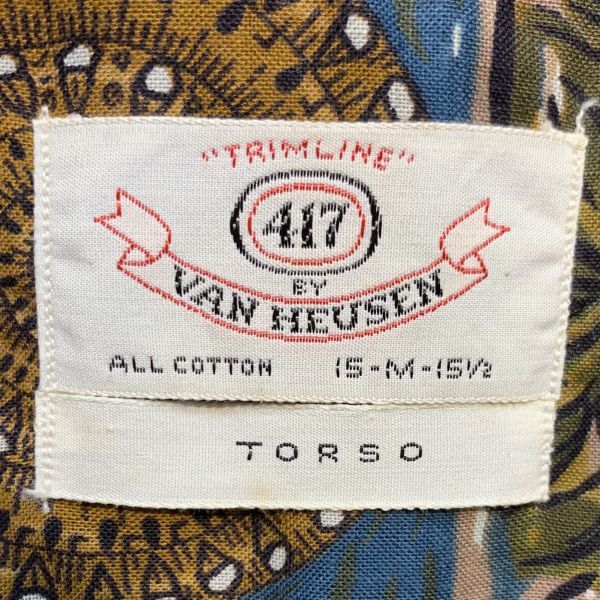 "TRIMLINE"
417
BY
VAN HEUSEN
ALL COTTON 15-M-15½
TORSO